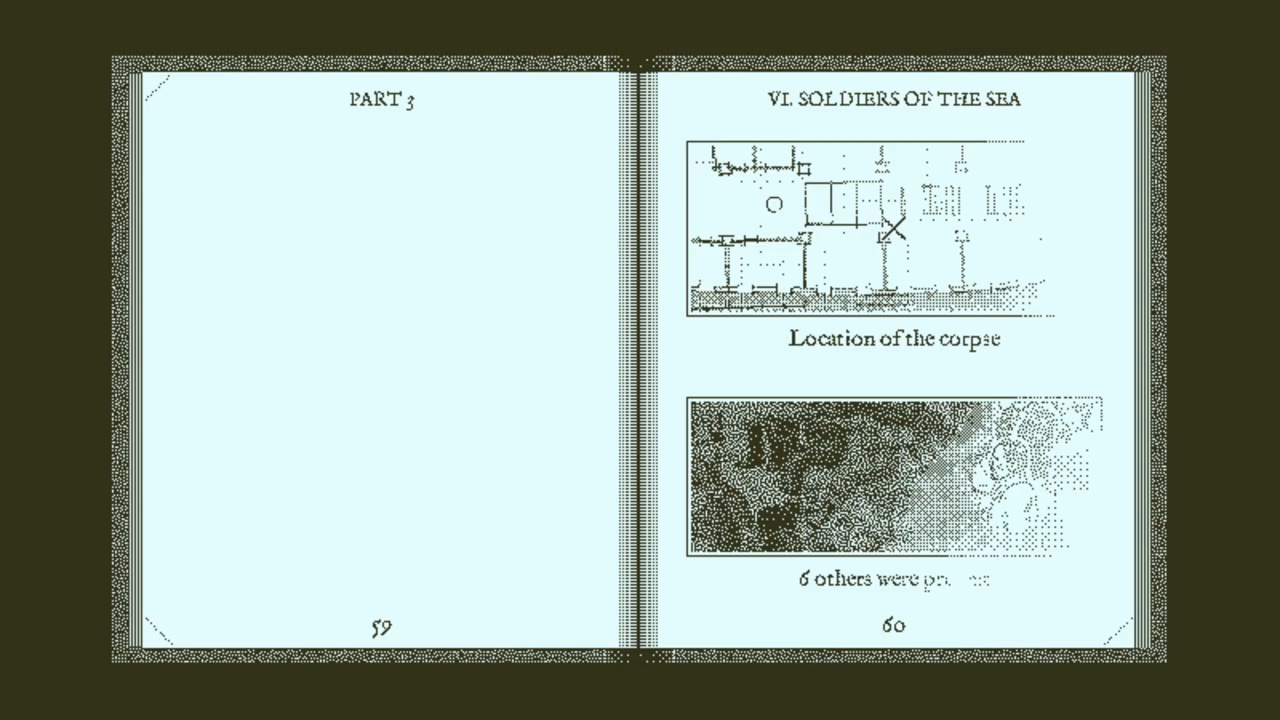 PART 3
59
VI. SOLDIERS OF THE SEA
Location of the corpse
6 others were
60